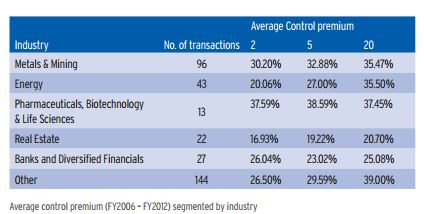 Average Control premium
Industry No. of transactions 2 5 20
Metals & Mining 96 30.20% 32.88% 35.47%
Energy 43 20.06% 27.00% 35.50%
Pharmaceuticals, Biotechnology
& Life Sciences 13 37.59% 38.59% 37.45%
Real Estate 22 16.93% 19.22% 20.70%
Banks and Diversified Financials 27 26.04% 23.02% 25.08%
Other 144 26.50% 29.59% 39.00%
Average control premium (FY2006 - FY2012) segmented by industry